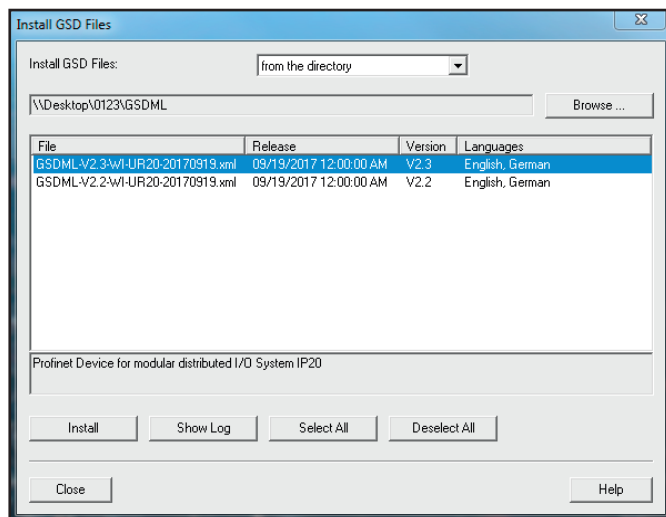 Install GSD Files
Install GSD Files: from the directory
\\Desktop\0123\GSDML Browse ...
File Release Version Languages
GSDML-V2.3-WI-UR20-20170919.xml 09/19/2017 12:00:00 AM V2.3 English, German
GSDML-V2.2-WI-UR20-20170919.xml 09/19/2017 12:00:00 AM V2.2 English, German
Profinet Device for modular distributed I/O System IP20
Install Show Log Select All Deselect All
Close Help